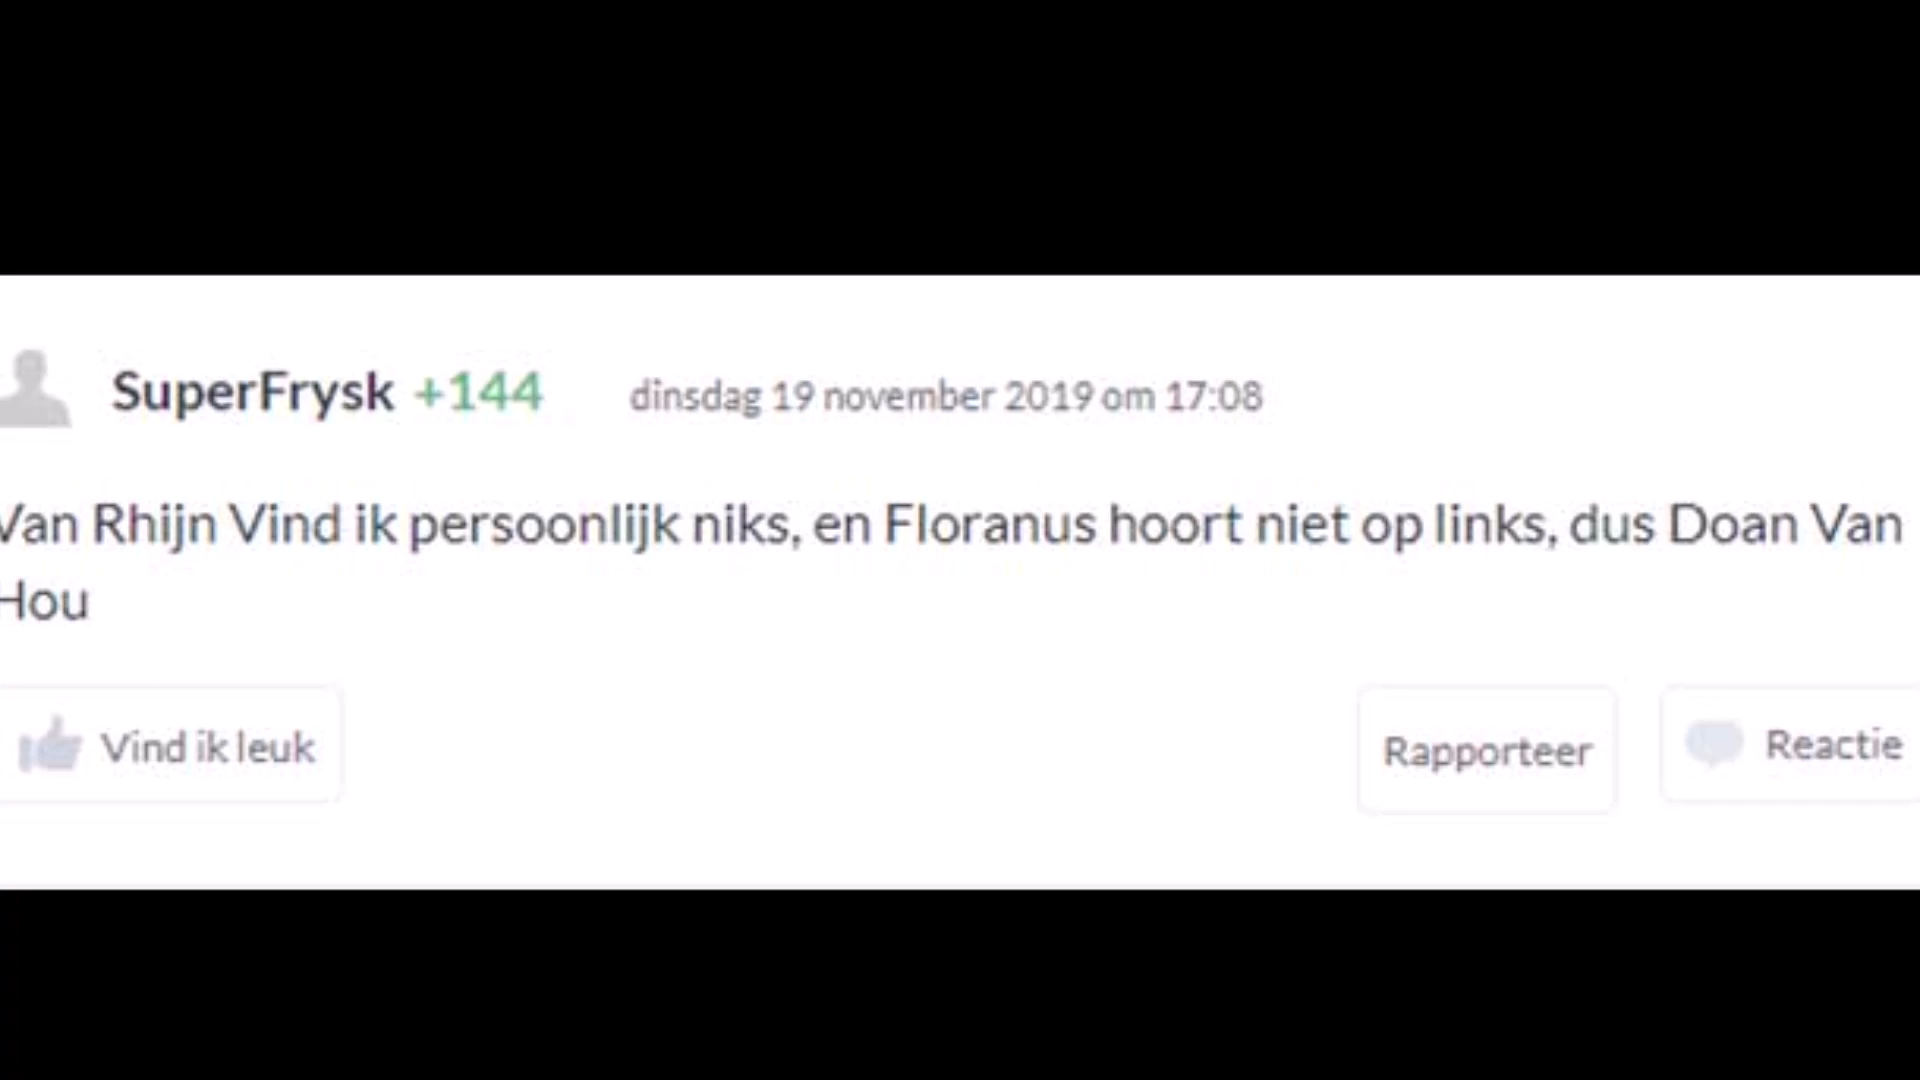 SuperFrysk +144 dinsdag 19 november 2019 om 17:08
Van Rhijn Vind ik persoonlijk niks, en Floranus hoort niet op links, dus Doan Van
Hou
Vind ik leuk Rapporteer Reactie